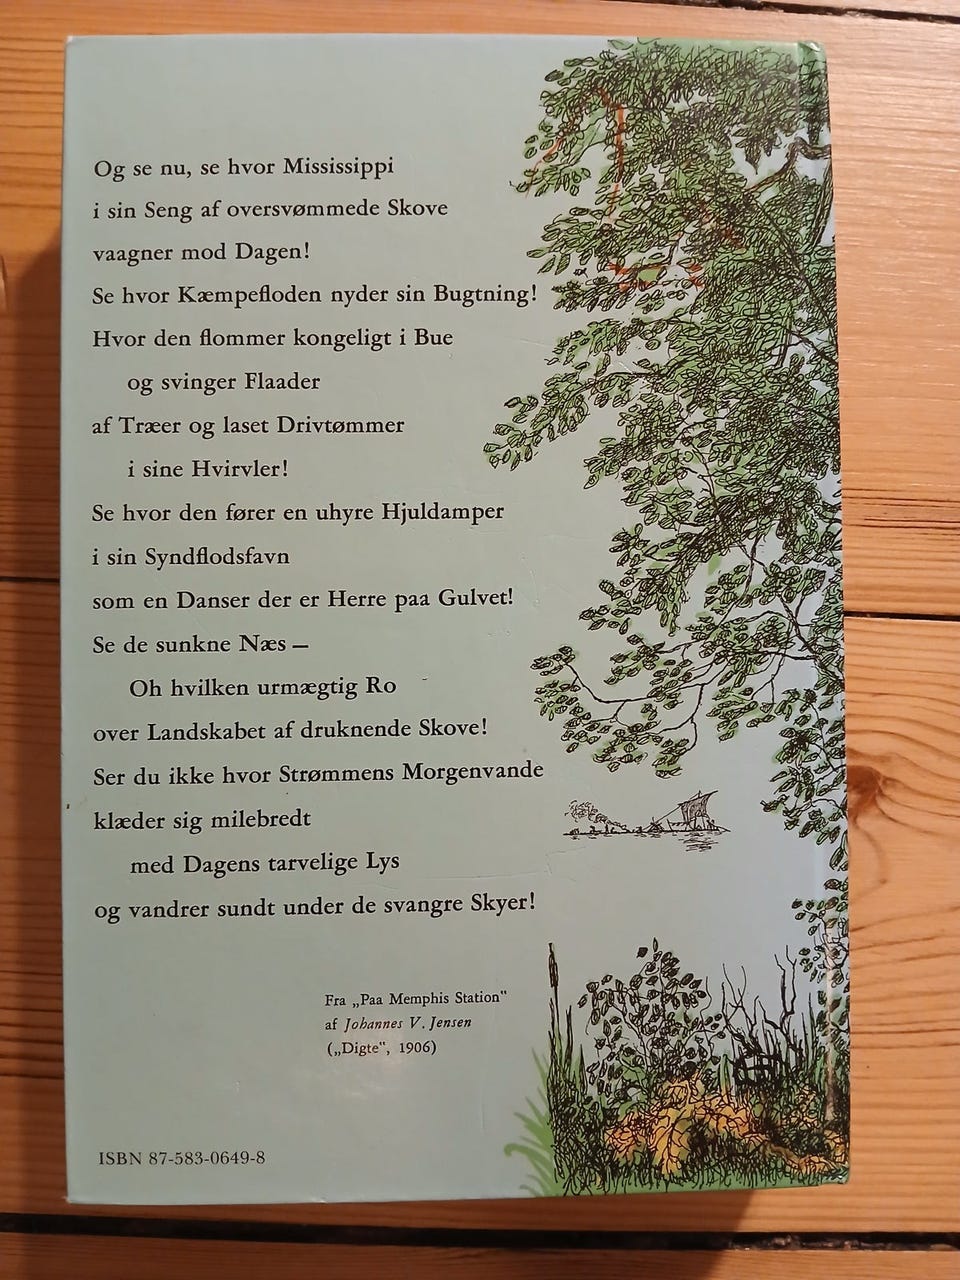 Og se nu, se hvor Mississippi
i sin Seng af oversvømmede Skove
vaagner mod Dagen!
Se hvor Kæmpefloden nyder sin Bugtning!
Hvor den flommer kongeligt i Bue
og svinger Flaader
af Træer og laset Drivtømmer
i sine Hvirvler!
Se hvor den fører en uhyre Hjuldamper
i sin Syndflodsfavn
som en Danser der er Herre paa Gulvet!
Se de sunkne Næs —
Oh hvilken urmægtig Ro
over Landskabet af druknende Skove!
Ser du ikke hvor Strømmens Morgenvande
klæder sig milebredt
med Dagens tarvelige Lys
og vandrer sundt under de svangre Skyer!
Fra „Paa Memphis Station"
af Johannes V. Jensen
(„Digte", 1906)
ISBN 87-583-0649-8